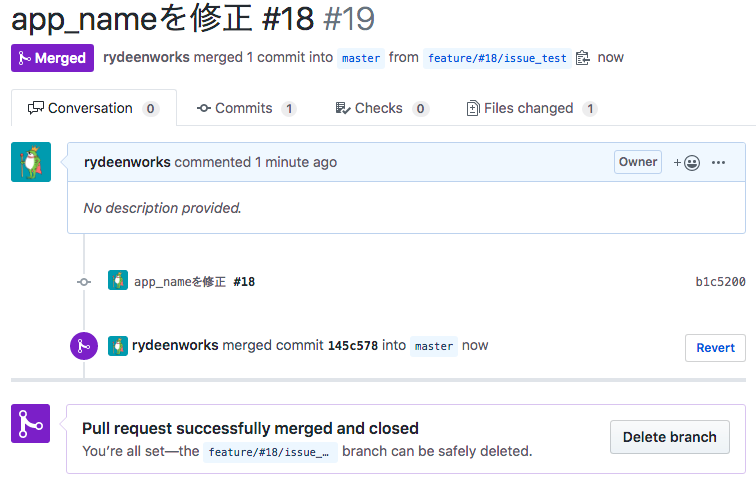 app_nameを修正 #18 #19
Merged rydeenworks merged 1 commit into master from feature/#18/issue_test now
Conversation 0 Commits 1 Checks 0 Files changed 1
rydeenworks commented 1 minute ago Owner + ...
No description provided.
app_nameを修正 #18 b1c5200
rydeenworks merged commit 145c578 into master now
Revert
Pull request successfully merged and closed
You're all set—the feature/#18/issue_… branch can be safely deleted.
Delete branch